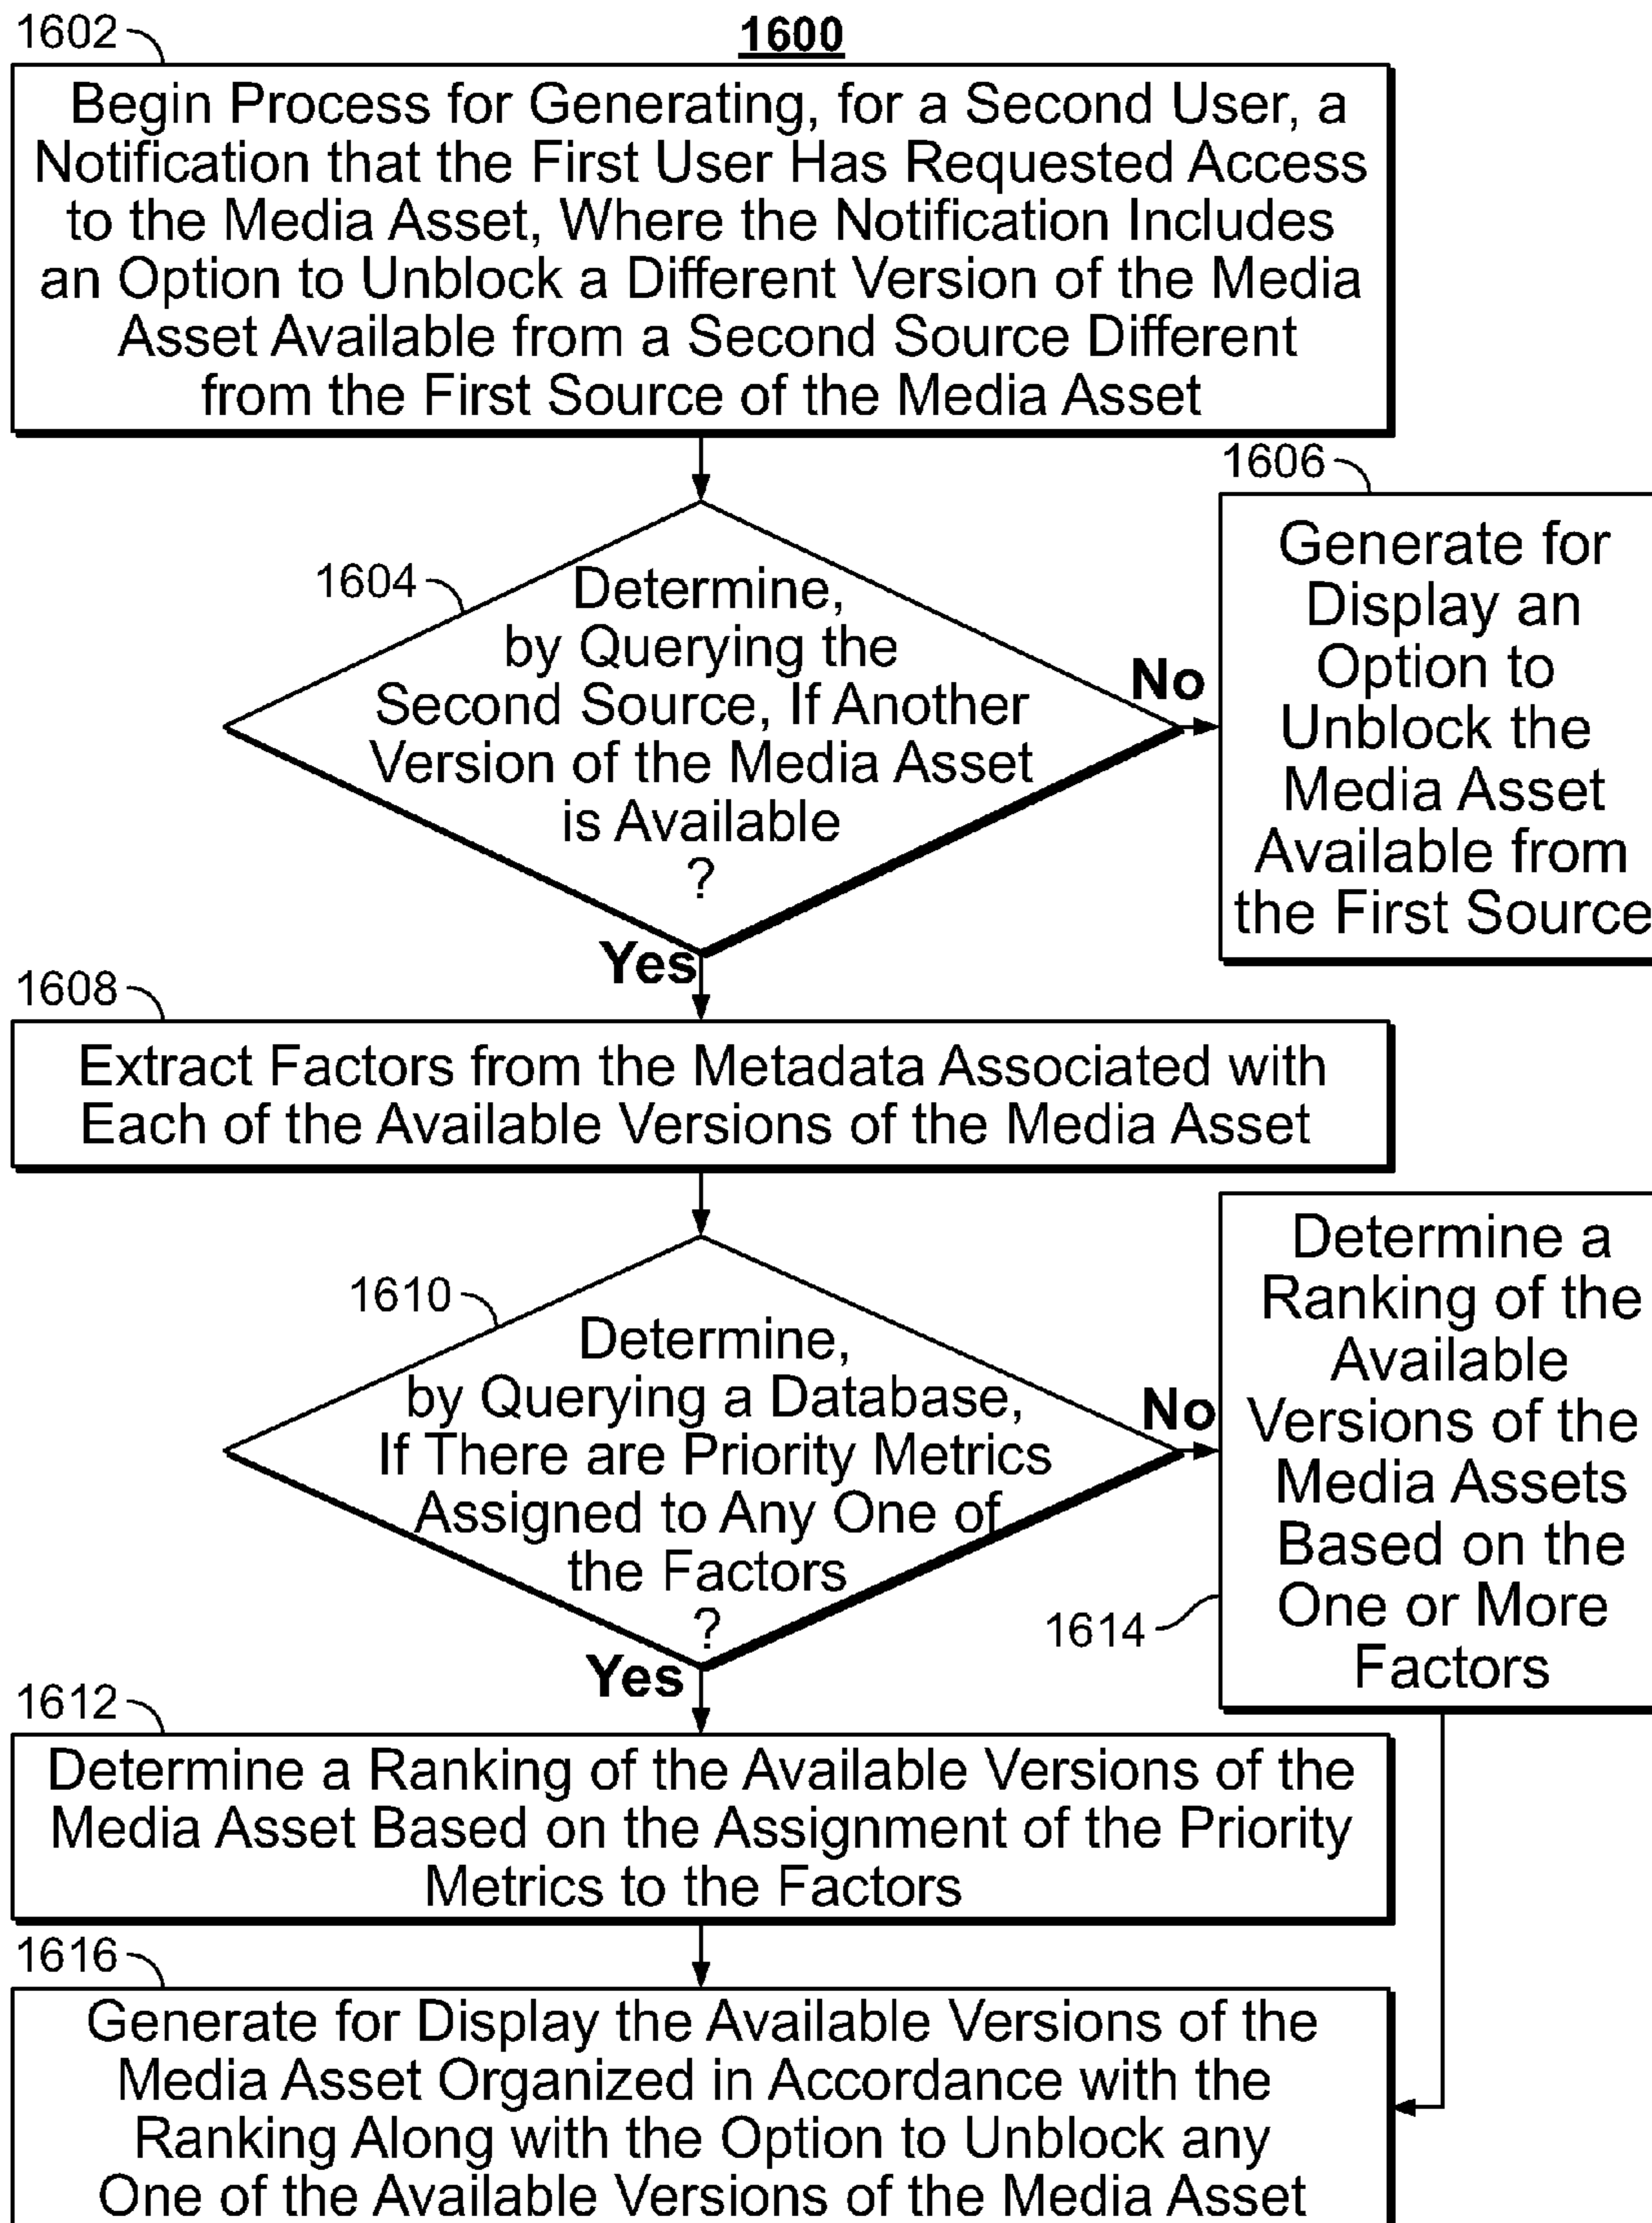 1602
1600
Begin Process for Generating, for a Second User, a
Notification that the First User Has Requested Access
to the Media Asset, Where the Notification Includes
an Option to Unblock a Different Version of the Media
Asset Available from a Second Source Different
from the First Source of the Media Asset
1604
Determine,
by Querying the
Second Source, If Another
Version of the Media Asset
is Available
?
No
1606
Generate for
Display an
Option to
Unblock the
Media Asset
Available from
the First Source
Yes
1608
Extract Factors from the Metadata Associated with
Each of the Available Versions of the Media Asset
1610
Determine,
by Querying a Database,
If There are Priority Metrics
Assigned to Any One of
the Factors
?
No
1614
Determine a
Ranking of the
Available
Versions of the
Media Assets
Based on the
One or More
Factors
Yes
1612
Determine a Ranking of the Available Versions of the
Media Asset Based on the Assignment of the Priority
Metrics to the Factors
1616
Generate for Display the Available Versions of the
Media Asset Organized in Accordance with the
Ranking Along with the Option to Unblock any
One of the Available Versions of the Media Asset